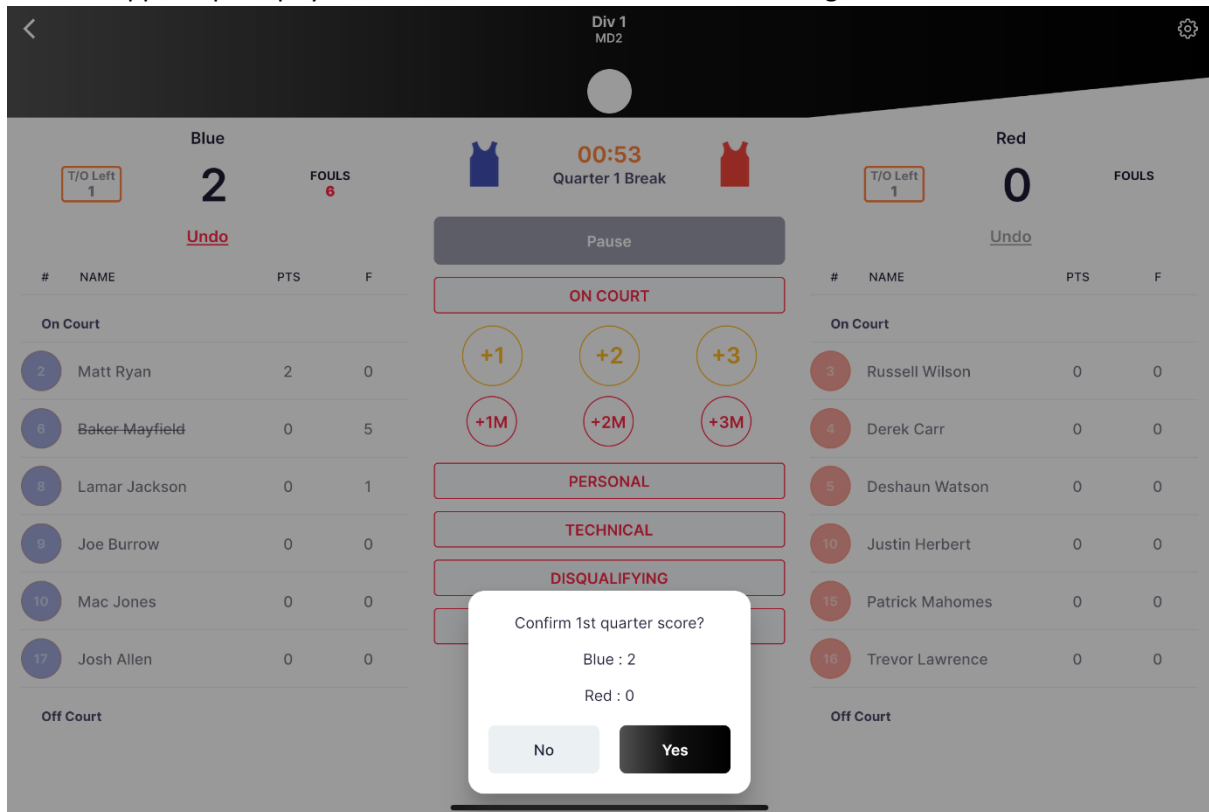 Div 1
MD2
Blue
T/O Left
1
2
FOULS
6
Undo
# NAME PTS F
On Court
2 Matt Ryan 2 0
6 Baker Mayfield 0 5
8 Lamar Jackson 0 1
9 Joe Burrow 0 0
10 Mac Jones 0 0
17 Josh Allen 0 0
Off Court
00:53
Quarter 1 Break
Pause
ON COURT
+1 +2 +3
+1M +2M +3M
PERSONAL
TECHNICAL
DISQUALIFYING
Confirm 1st quarter score?
Blue : 2
Red : 0
No Yes
Red
T/O Left
1
0
FOULS
Undo
# NAME PTS F
On Court
3 Russell Wilson 0 0
4 Derek Carr 0 0
5 Deshaun Watson 0 0
10 Justin Herbert 0 0
15 Patrick Mahomes 0 0
16 Trevor Lawrence 0 0
Off Court